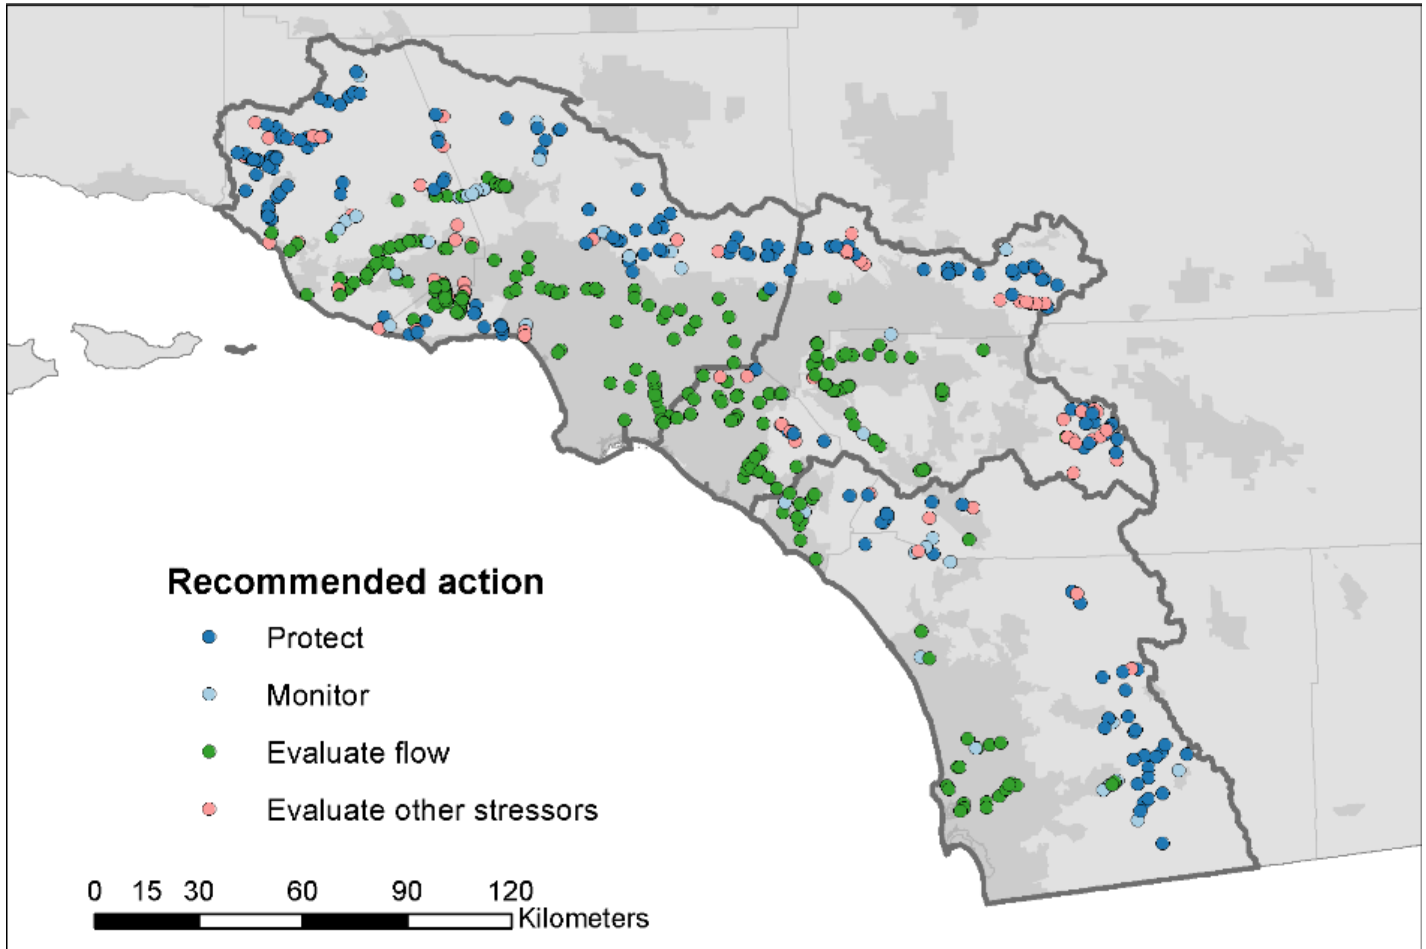 Recommended action
Protect
Monitor
Evaluate flow
Evaluate other stressors
0 15 30 60 90 120
Kilometers